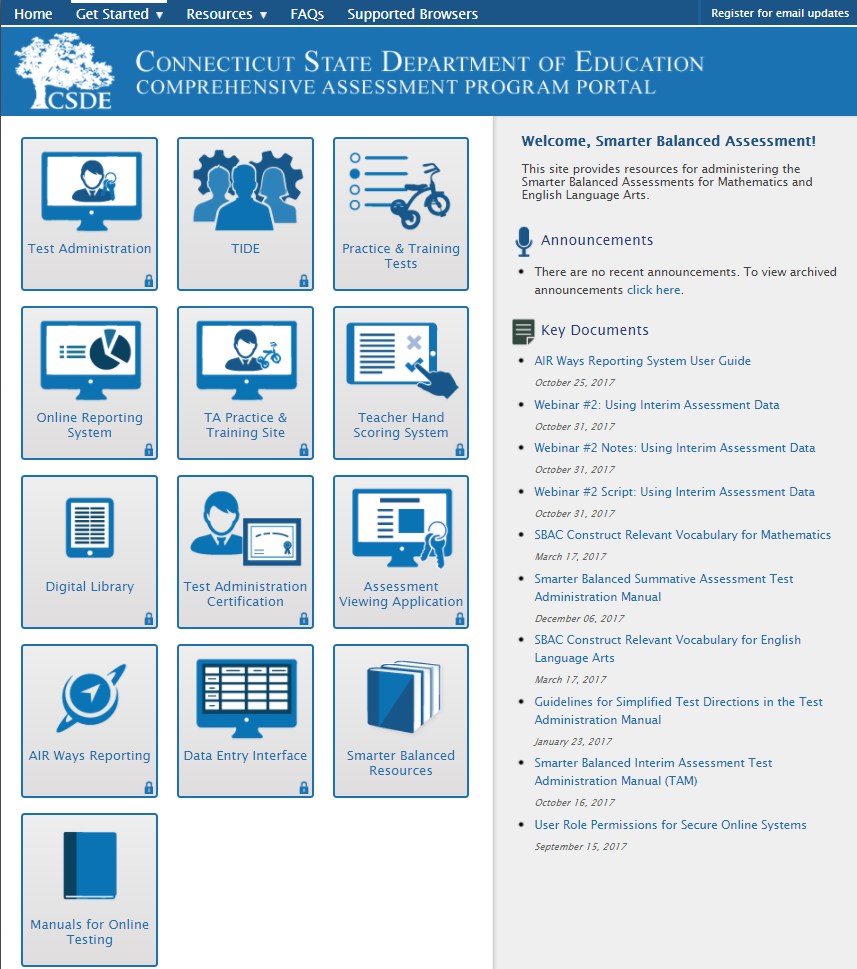 Home Get Started ▼ Resources ▼ FAQs Supported Browsers Register for email updates
CSDE
CONNECTICUT STATE DEPARTMENT OF EDUCATION
COMPREHENSIVE ASSESSMENT PROGRAM PORTAL
Test Administration
TIDE
Practice & Training
Tests
Online Reporting
System
TA Practice &
Training Site
Teacher Hand
Scoring System
Digital Library
Test Administration
Certification
Assessment
Viewing Application
AIR Ways Reporting
Data Entry Interface
Smarter Balanced
Resources
Manuals for Online
Testing
Welcome, Smarter Balanced Assessment!
This site provides resources for administering the
Smarter Balanced Assessments for Mathematics and
English Language Arts.
Announcements
• There are no recent announcements. To view archived
announcements click here.
Key Documents
• AIR Ways Reporting System User Guide
October 25, 2017
• Webinar #2: Using Interim Assessment Data
October 31, 2017
• Webinar #2 Notes: Using Interim Assessment Data
October 31, 2017
• Webinar #2 Script: Using Interim Assessment Data
October 31, 2017
• SBAC Construct Relevant Vocabulary for Mathematics
March 17, 2017
• Smarter Balanced Summative Assessment Test
Administration Manual
December 06, 2017
• SBAC Construct Relevant Vocabulary for English
Language Arts
March 17, 2017
• Guidelines for Simplified Test Directions in the Test
Administration Manual
January 23, 2017
• Smarter Balanced Interim Assessment Test
Administration Manual (TAM)
October 16, 2017
• User Role Permissions for Secure Online Systems
September 15, 2017